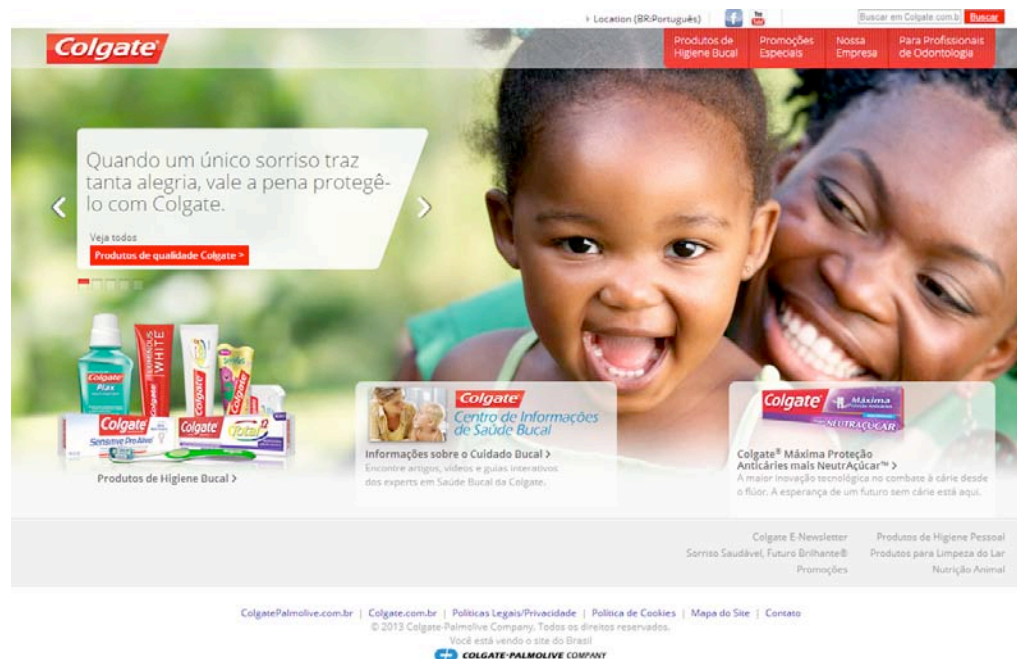 Location (BR:Português)
You
Buscar em Colgate.com.b
Buscar
Colgate
Produtos de
Higiene Bucal
Promoções
Especiais
Nossa
Empresa
Para Profissionais
de Odontologia
Quando um único sorriso traz
tanta alegria, vale a pena protegê-
lo com Colgate.
Veja todos
Produtos de qualidade Colgate >
Colgate
Plax
WHITE
Colgate
Colgate
Colgate
Sensitive Pro-Alívio
Colgate
Total 12
Produtos de Higiene Bucal >
Colgate
Centro de Informações
de Saúde Bucal
Informações sobre o Cuidado Bucal >
Encontre artigos, vídeos e guias interativos
dos experts em Saúde Bucal da Colgate.
Colgate
Máxima
Proteção Anticáries
NEUTRAÇÚCAR
Colgate® Máxima Proteção
Anticáries mais NeutrAçúcar™ >
A maior inovação tecnológica no combate à cárie desde
o flúor. A esperança de um futuro sem cárie está aqui.
Colgate E-Newsletter
Sorriso Saudável, Futuro Brilhante®
Promoções
Produtos de Higiene Pessoal
Produtos para Limpeza do Lar
Nutrição Animal
ColgatePalmolive.com.br | Colgate.com.br | Políticas Legais/Privacidade | Política de Cookies | Mapa do Site | Contato
© 2013 Colgate-Palmolive Company. Todos os direitos reservados.
Você está vendo o site do Brasil
COLGATE-PALMOLIVE COMPANY